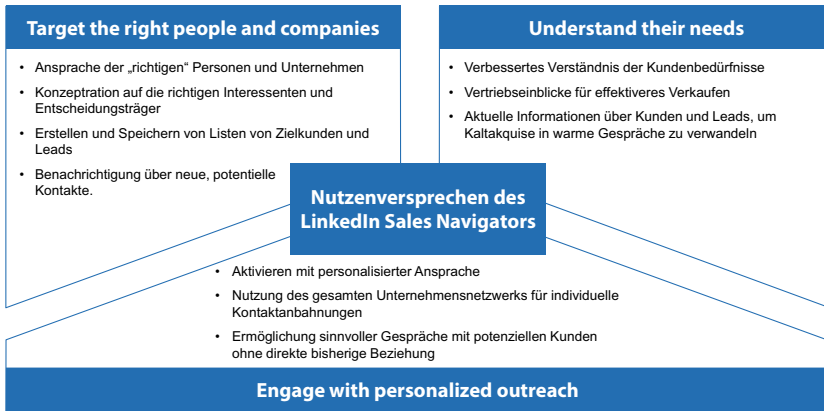 Target the right people and companies
• Ansprache der „richtigen“ Personen und Unternehmen
• Konzeptration auf die richtigen Interessenten und
Entscheidungsträger
• Erstellen und Speichern von Listen von Zielkunden und
Leads
• Benachrichtigung über neue, potentielle
Kontakte.
Understand their needs
• Verbessertes Verständnis der Kundenbedürfnisse
• Vertriebseinblicke für effektiveres Verkaufen
• Aktuelle Informationen über Kunden und Leads, um
Kaltakquise in warme Gespräche zu verwandeln
Nutzenversprechen des
LinkedIn Sales Navigators
• Aktivieren mit personalisierter Ansprache
• Nutzung des gesamten Unternehmensnetzwerks für individuelle
Kontaktanbahnungen
• Ermöglichung sinnvoller Gespräche mit potenziellen Kunden
ohne direkte bisherige Beziehung
Engage with personalized outreach